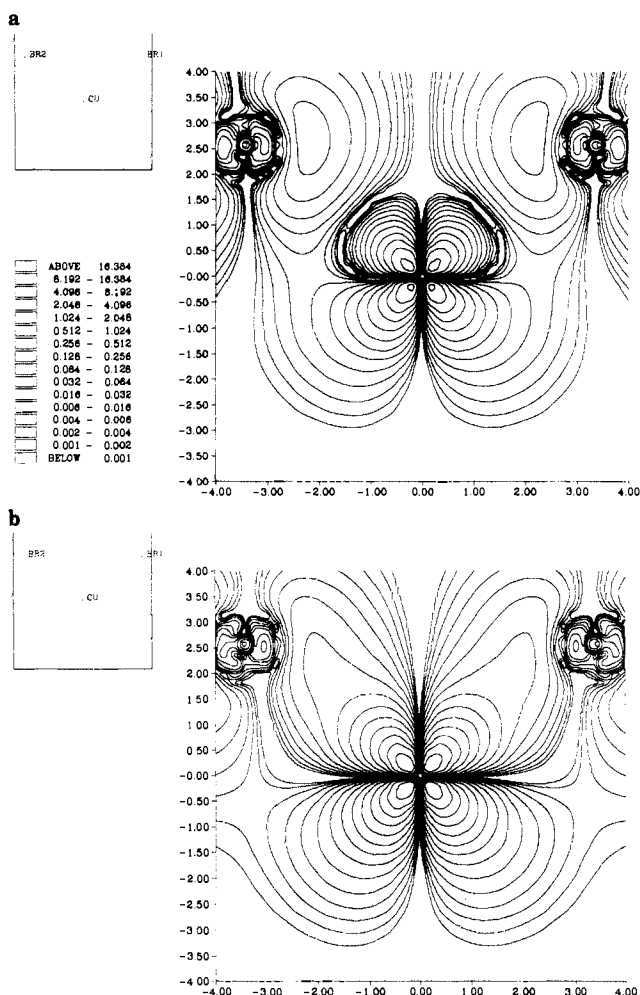 a
BR2
BR1
CU
ABOVE 16.384
8.192 - 16.384
4.096 - 8.192
2.048 - 4.096
1.024 - 2.048
0.512 - 1.024
0.256 - 0.512
0.128 - 0.256
0.064 - 0.128
0.032 - 0.064
0.016 - 0.032
0.008 - 0.016
0.004 - 0.008
0.002 - 0.004
0.001 - 0.002
BELOW 0.001
4.00
3.50
3.00
2.50
2.00
1.50
1.00
0.50
-0.00
-0.50
-1.00
-1.50
-2.00
-2.50
-3.00
-3.50
-4.00
-4.00 -3.00 -2.00 -1.00 0.00 1.00 2.00 3.00 4.00
b
BR2
BR1
CU
4.00
3.50
3.00
2.50
2.00
1.50
1.00
0.50
-0.00
-0.50
-1.00
-1.50
-2.00
-2.50
-3.00
-3.50
-4.00
-4.00 -3.00 -2.00 -1.00 0.00 1.00 2.00 3.00 4.00